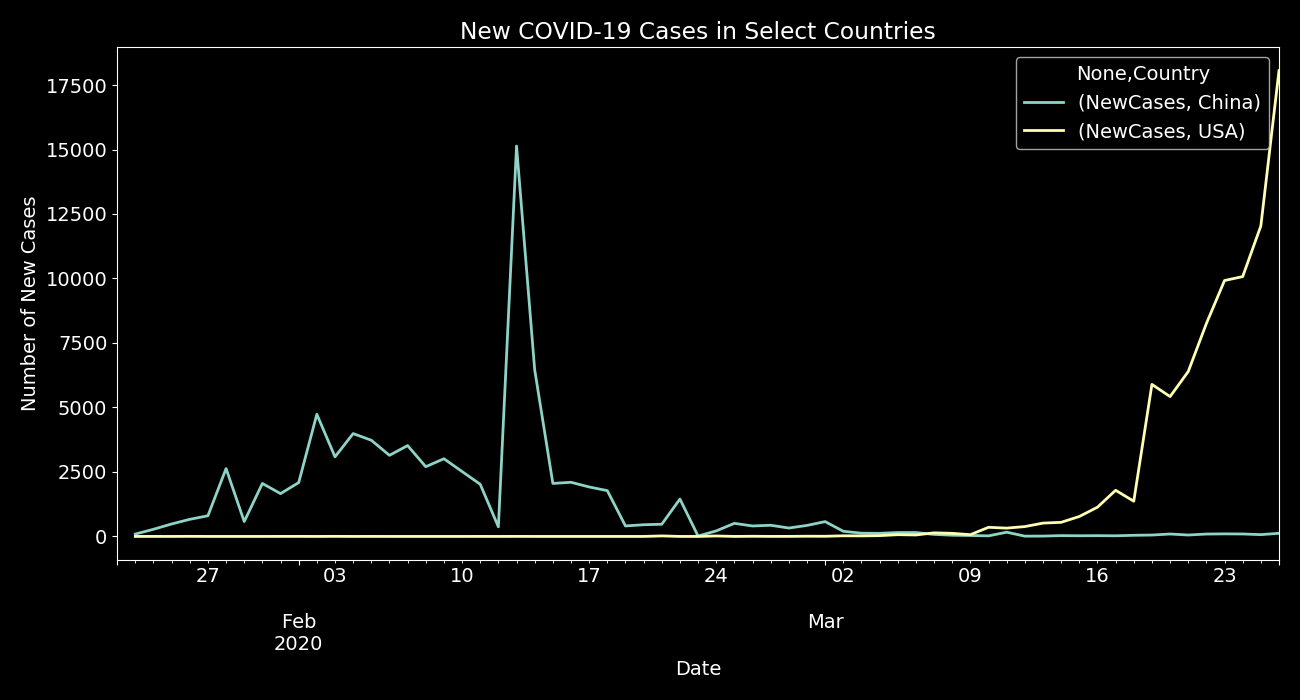 New COVID-19 Cases in Select Countries
None,Country
(NewCases, China)
(NewCases, USA)
Number of New Cases
17500
15000
12500
10000
7500
5000
2500
0
27 03 10 17 24 02 09 16 23
Feb Mar
2020
Date